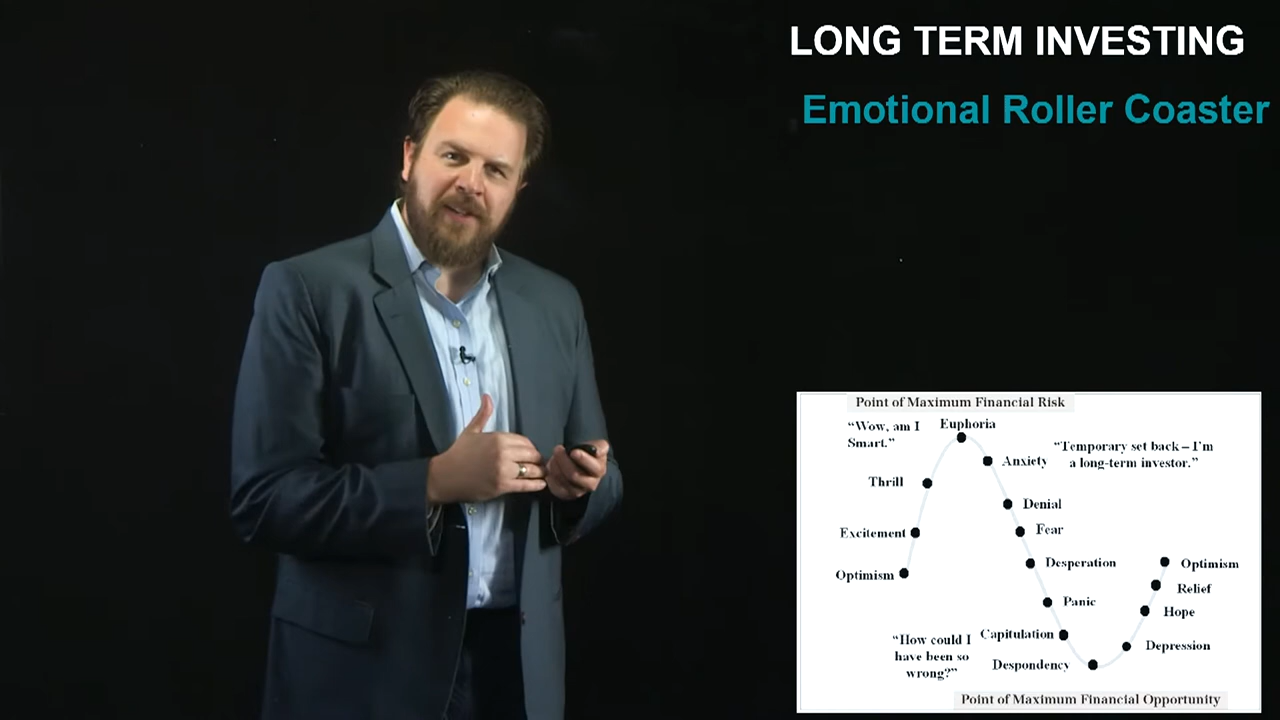 LONG TERM INVESTING
Emotional Roller Coaster
Point of Maximum Financial Risk
“Wow, am I
Smart.”
Euphoria
“Temporary set back – I’m
a long-term investor.”
Anxiety
Thrill
Denial
Fear
Excitement
Desperation
Optimism
Optimism
Relief
Panic
Hope
Capitulation
“How could I
have been so
wrong?”
Depression
Despondency
Point of Maximum Financial Opportunity